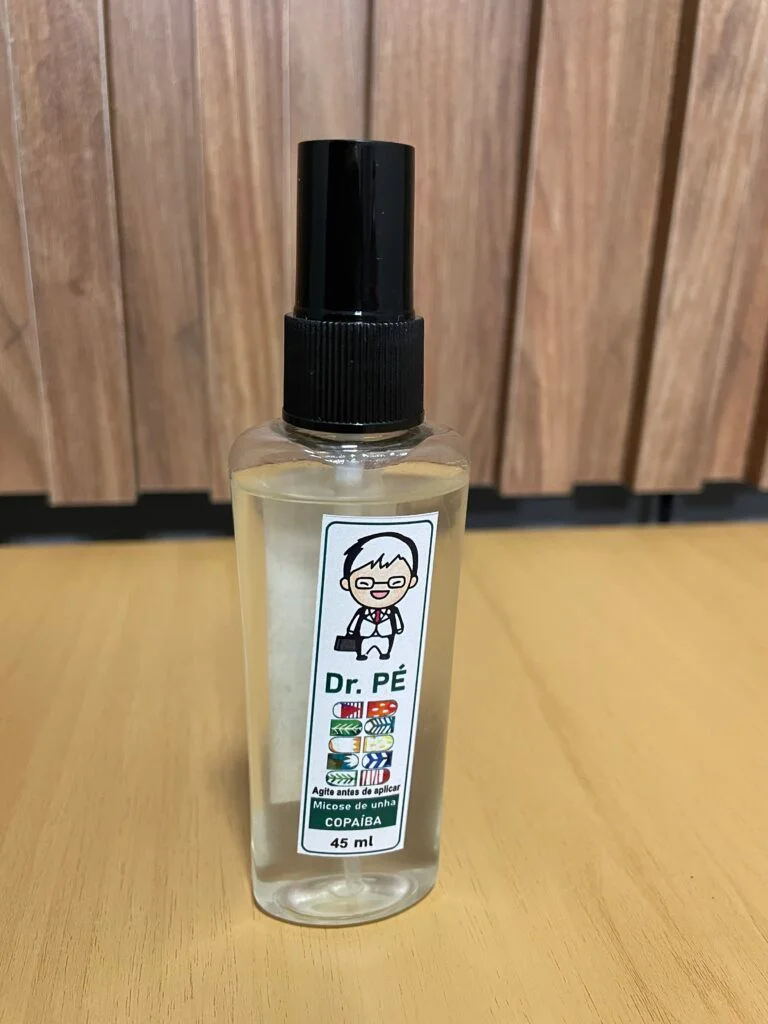 Dr. PÉ
Agite antes de aplicar
Micose de unha
COPAÍBA
45 ml